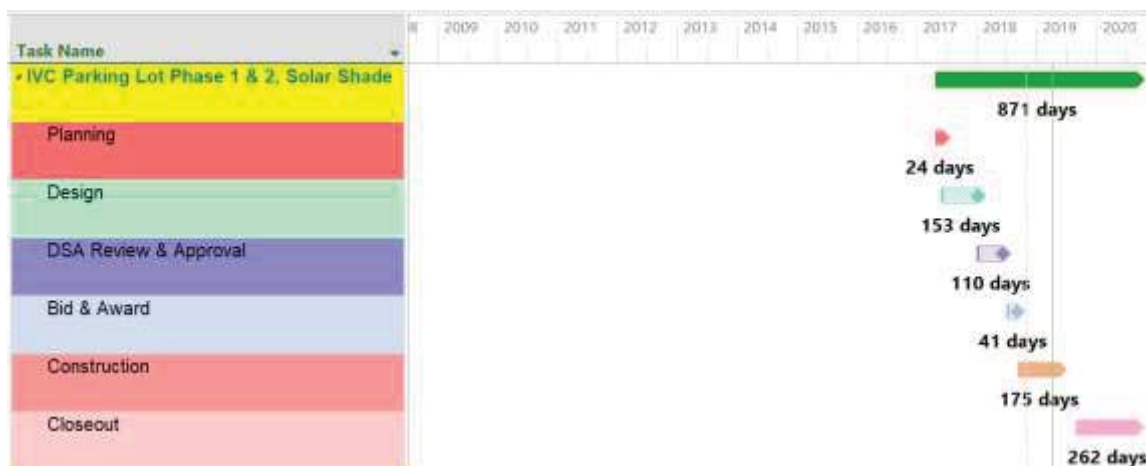 2009 2010 2011 2012 2013 2014 2015 2016 2017 2018 2019 2020
Task Name
IVC Parking Lot Phase 1 & 2, Solar Shade
871 days
Planning
24 days
Design
153 days
DSA Review & Approval
110 days
Bid & Award
41 days
Construction
175 days
Closeout
262 days